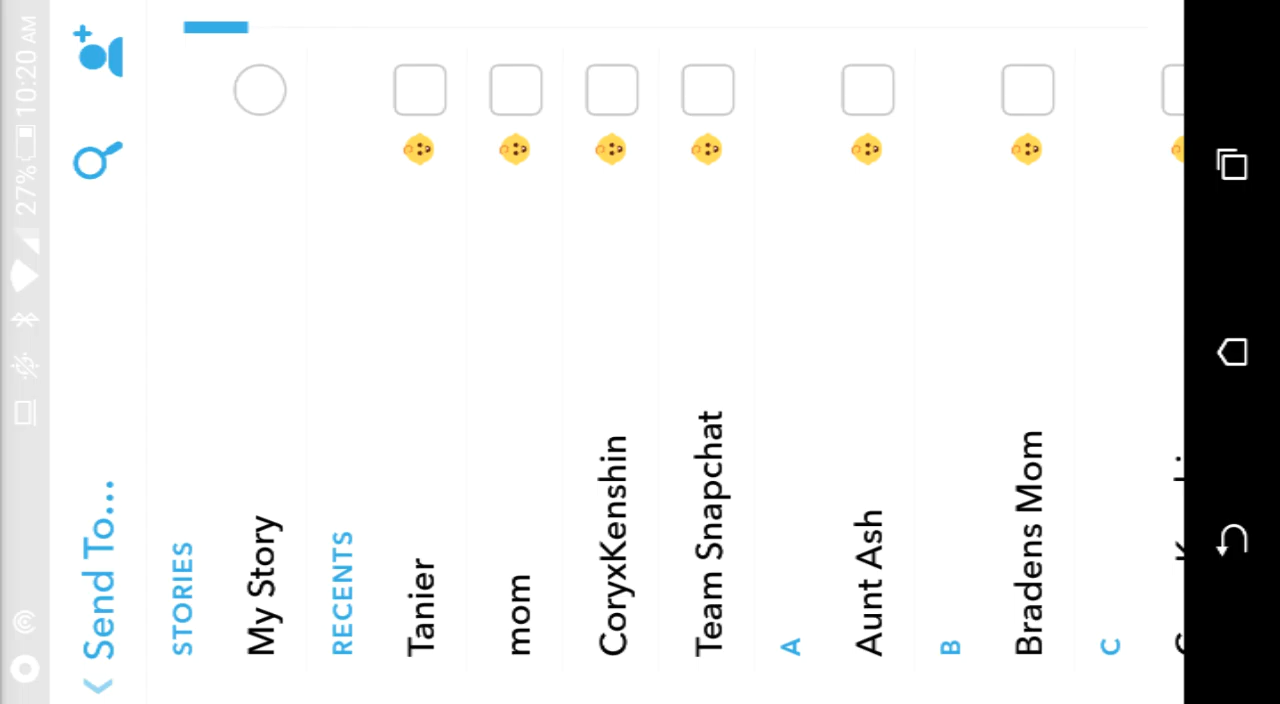 27% 10:20 AM
Send To...
STORIES
My Story
RECENTS
Tanier
mom
CoryxKenshin
Team Snapchat
A
Aunt Ash
B
Bradens Mom
C